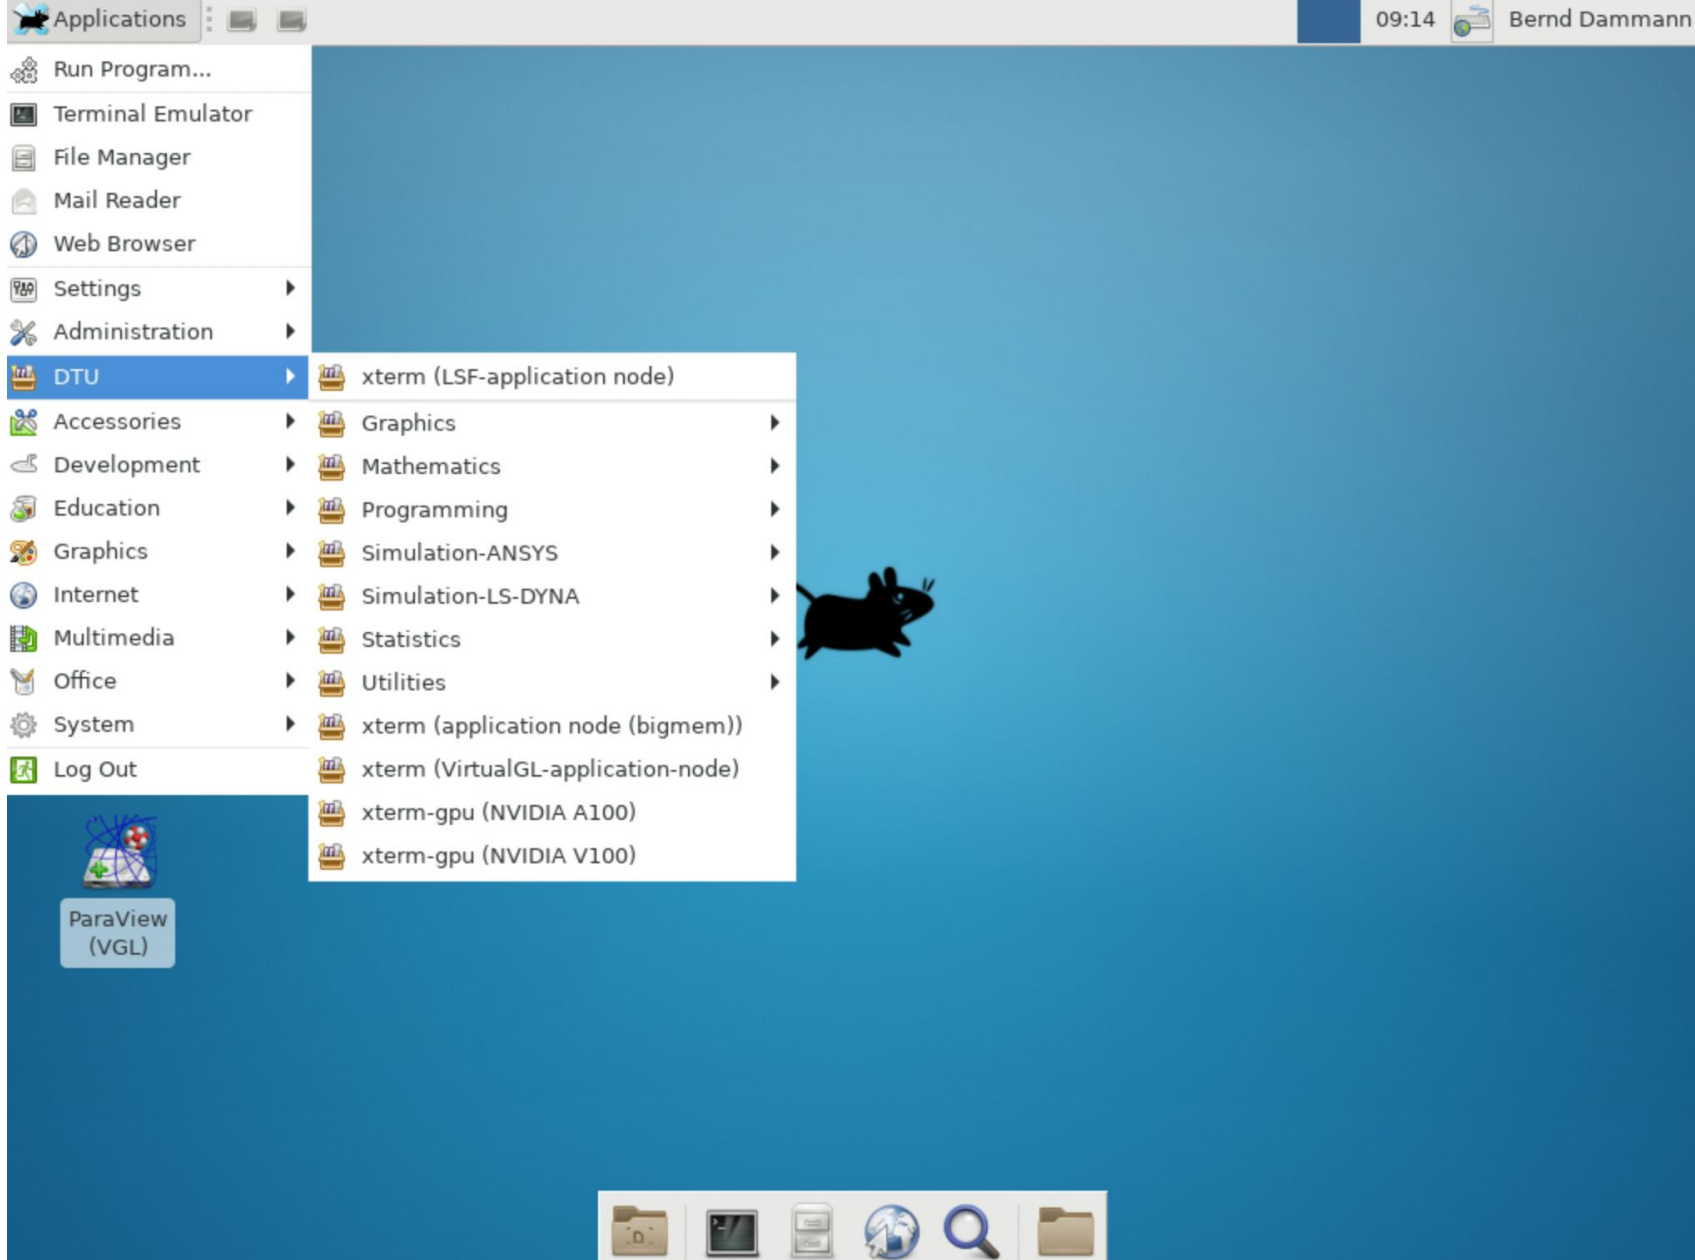 Applications
09:14
Bernd Dammann
Run Program...
Terminal Emulator
File Manager
Mail Reader
Web Browser
Settings
Administration
DTU
Accessories
Development
Education
Graphics
Internet
Multimedia
Office
System
Log Out
xterm (LSF-application node)
Graphics
Mathematics
Programming
Simulation-ANSYS
Simulation-LS-DYNA
Statistics
Utilities
xterm (application node (bigmem))
xterm (VirtualGL-application-node)
xterm-gpu (NVIDIA A100)
xterm-gpu (NVIDIA V100)
ParaView
(VGL)
D